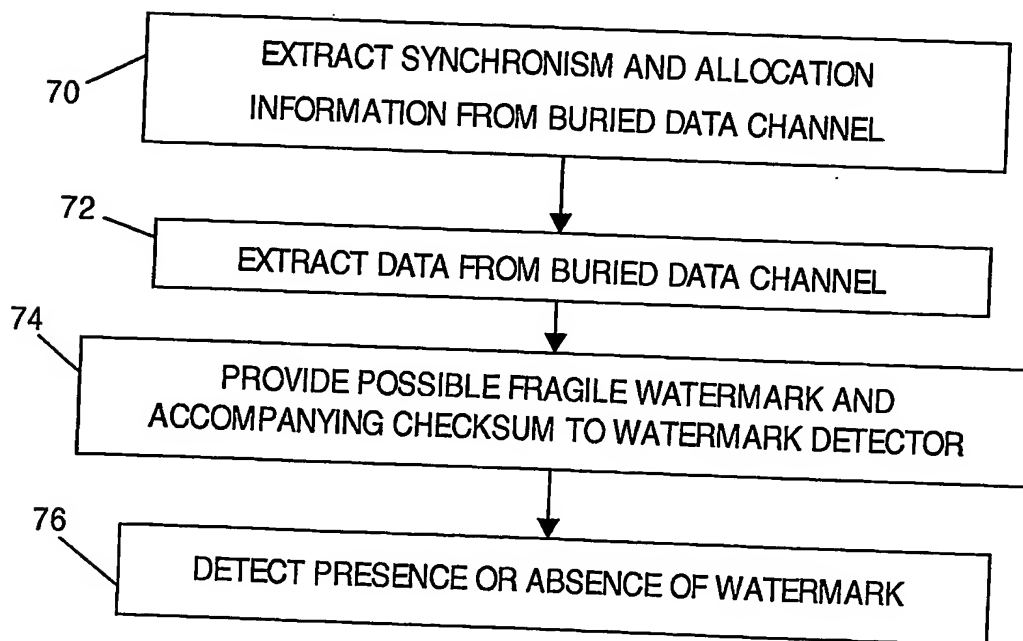 70
EXTRACT SYNCHRONISM AND ALLOCATION
INFORMATION FROM BURIED DATA CHANNEL
72
EXTRACT DATA FROM BURIED DATA CHANNEL
74
PROVIDE POSSIBLE FRAGILE WATERMARK AND
ACCOMPANYING CHECKSUM TO WATERMARK DETECTOR
76
DETECT PRESENCE OR ABSENCE OF WATERMARK